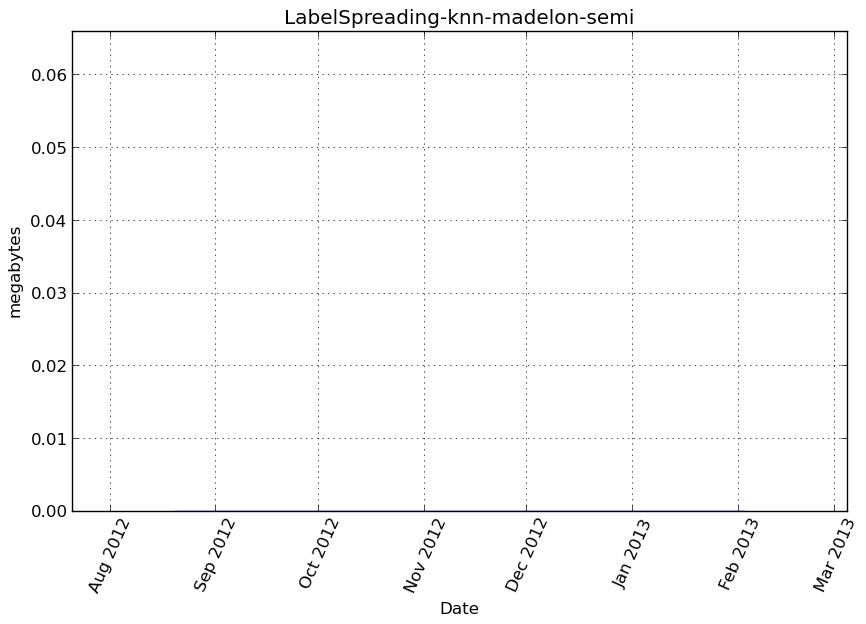 LabelSpreading-knn-madelon-semi
0.06
0.05
0.04
0.03
0.02
0.01
0.00
megabytes
Aug 2012
Sep 2012
Oct 2012
Nov 2012
Dec 2012
Jan 2013
Feb 2013
Mar 2013
Date